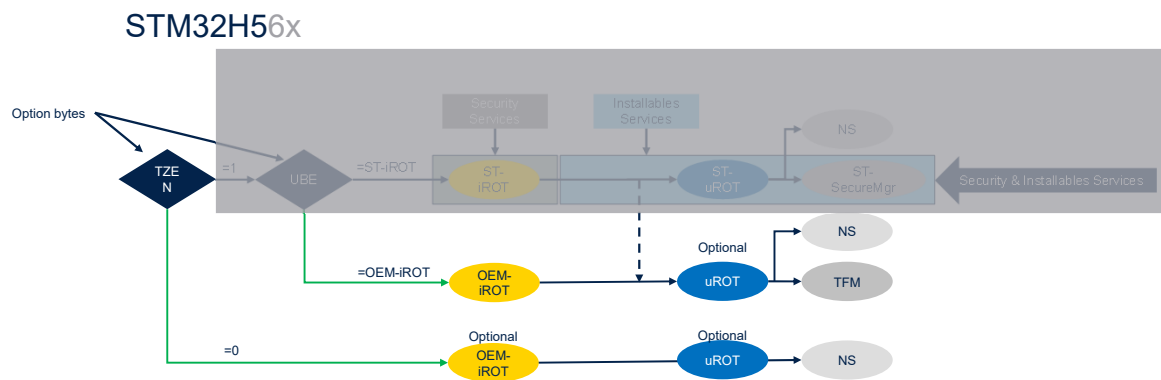 STM32H56x
Security
Services
Installables
Services
Option bytes
NS
=1
=ST-iROT
TZE
N
UBE
ST-
iROT
ST-
uROT
ST-
SecureMgr
Security & Installables Services
NS
Optional
=OEM-iROT
OEM-
iROT
uROT
TFM
Optional
Optional
=0
OEM-
iROT
uROT
NS